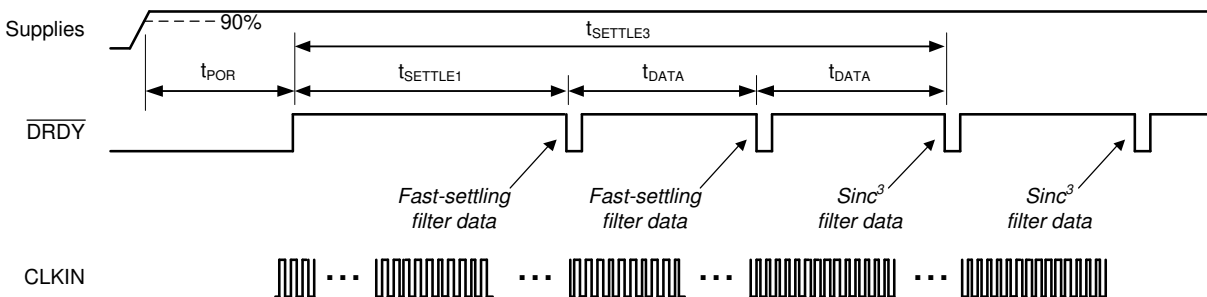 Supplies
90%
tSETTLE3
tPOR
tSETTLE1
tDATA
tDATA
DRDY
Fast-settling
filter data
Fast-settling
filter data
Sinc³
filter data
Sinc³
filter data
CLKIN